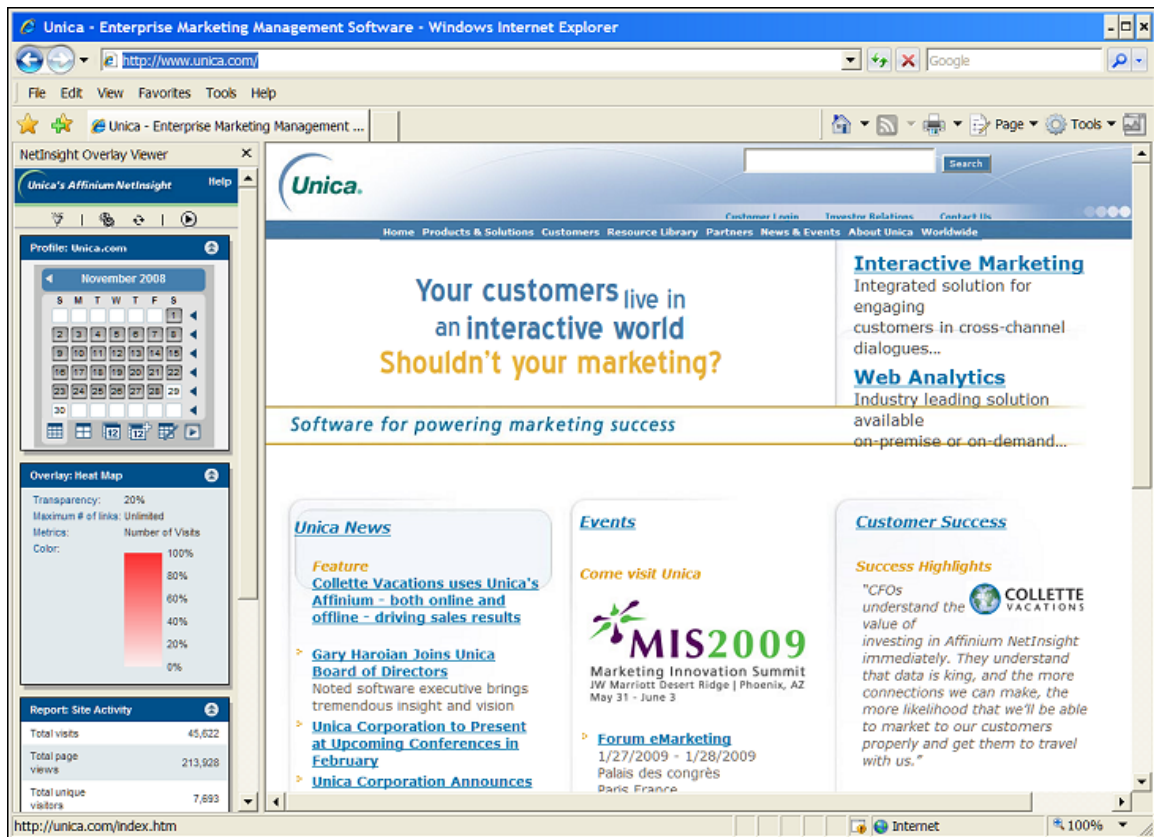 Unica - Enterprise Marketing Management Software - Windows Internet Explorer
http://www.unica.com/
Google
File Edit View Favorites Tools Help
Unica - Enterprise Marketing Management ...
Page Tools
NetInsight Overlay Viewer
Unica's Affinium NetInsight Help
Profile: Unica.com
November 2008
S M T W T F S
1
2 3 4 5 6 7 8
9 10 11 12 13 14 15
16 17 18 19 20 21 22
23 24 25 26 27 28 29
30
12 12
Overlay: Heat Map
Transparency: 20%
Maximum # of links: Unlimited
Metrics: Number of Visits
Color:
100%
80%
60%
40%
20%
0%
Report: Site Activity
Total visits 45,622
Total page
views 213,928
Total unique
visitors 7,693
Unica.
Search
Customer Login Investor Relations Contact Us
Home Products & Solutions Customers Resource Library Partners News & Events About Unica Worldwide
Your customers live in
an interactive world
Shouldn't your marketing?
Interactive Marketing
Integrated solution for
engaging
customers in cross-channel
dialogues...
Web Analytics
Industry leading solution
available
on-premise or on-demand...
Software for powering marketing success
Unica News
Feature
Collette Vacations uses Unica's
Affinium - both online and
offline - driving sales results
Gary Haroian Joins Unica
Board of Directors
Noted software executive brings
tremendous insight and vision
Unica Corporation to Present
at Upcoming Conferences in
February
Unica Corporation Announces
Events
Come visit Unica
MIS2009
Marketing Innovation Summit
JW Marriott Desert Ridge | Phoenix, AZ
May 31 - June 3
Forum eMarketing
1/27/2009 - 1/28/2009
Palais des congrès
Paris France
Customer Success
Success Highlights
COLLETTE
VACATIONS
"CFOs
understand the
value of
investing in Affinium NetInsight
immediately. They understand
that data is king, and the more
connections we can make, the
more likelihood that we'll be able
to market to our customers
properly and get them to travel
with us."
http://unica.com/index.htm
Internet
100%